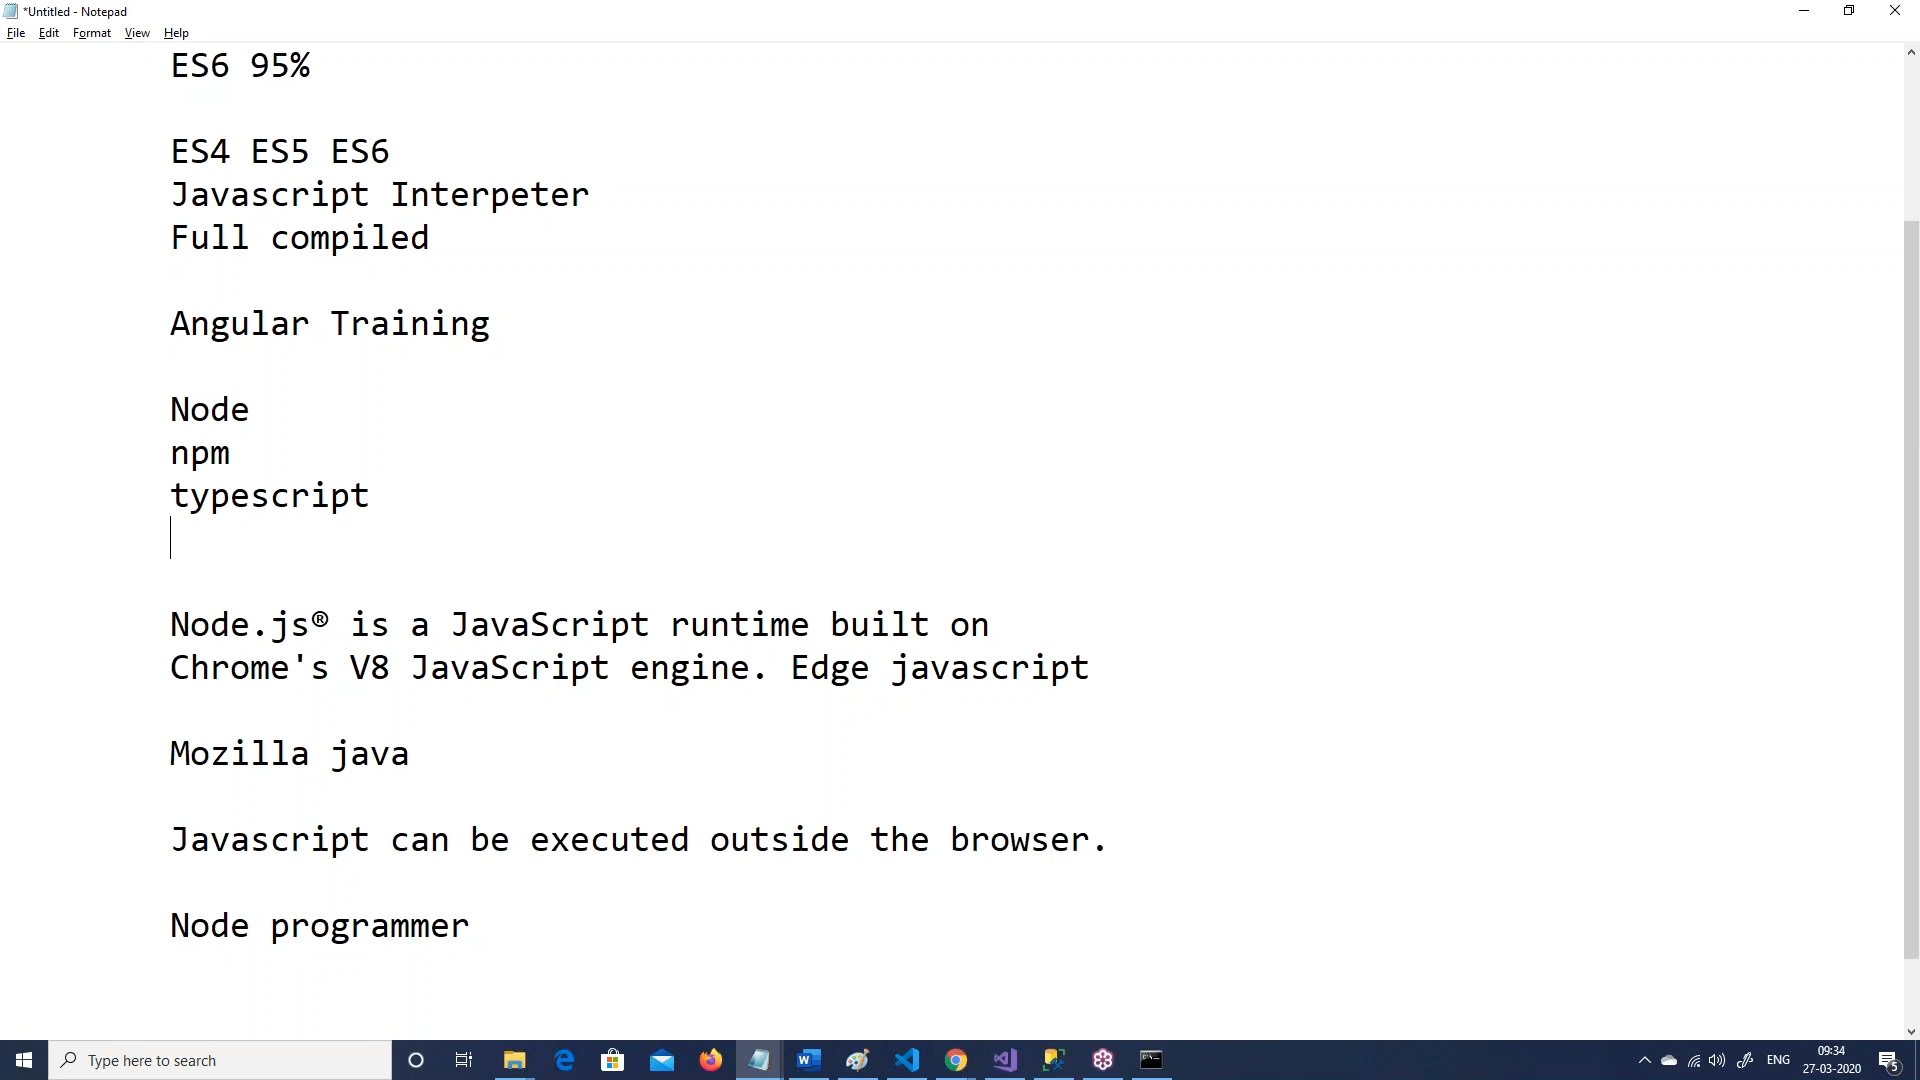 *Untitled - Notepad
File Edit Format View Help
ES6 95%
ES4 ES5 ES6
Javascript Interpeter
Full compiled
Angular Training
Node
npm
typescript
Node.js® is a JavaScript runtime built on
Chrome's V8 JavaScript engine. Edge javascript
Mozilla java
Javascript can be executed outside the browser.
Node programmer
Type here to search
ENG
09:34
27-03-2020
5